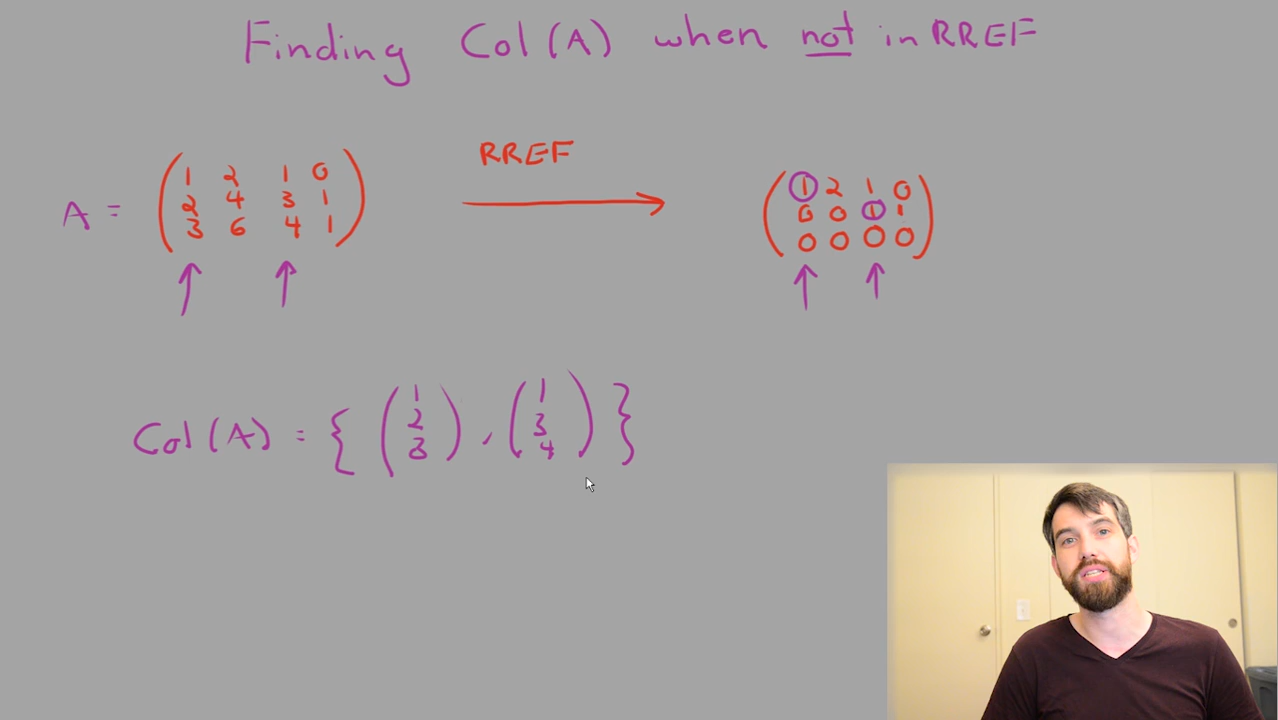 Finding Col(A) when not in RREF
RREF
A = ( 1 2 1 0
2 4 3 1
3 6 4 1 )
( 1 2 1 0
0 0 1 1
0 0 0 0 )
Col(A) = { ( 1 2 3 ) , ( 1 3 4 ) }